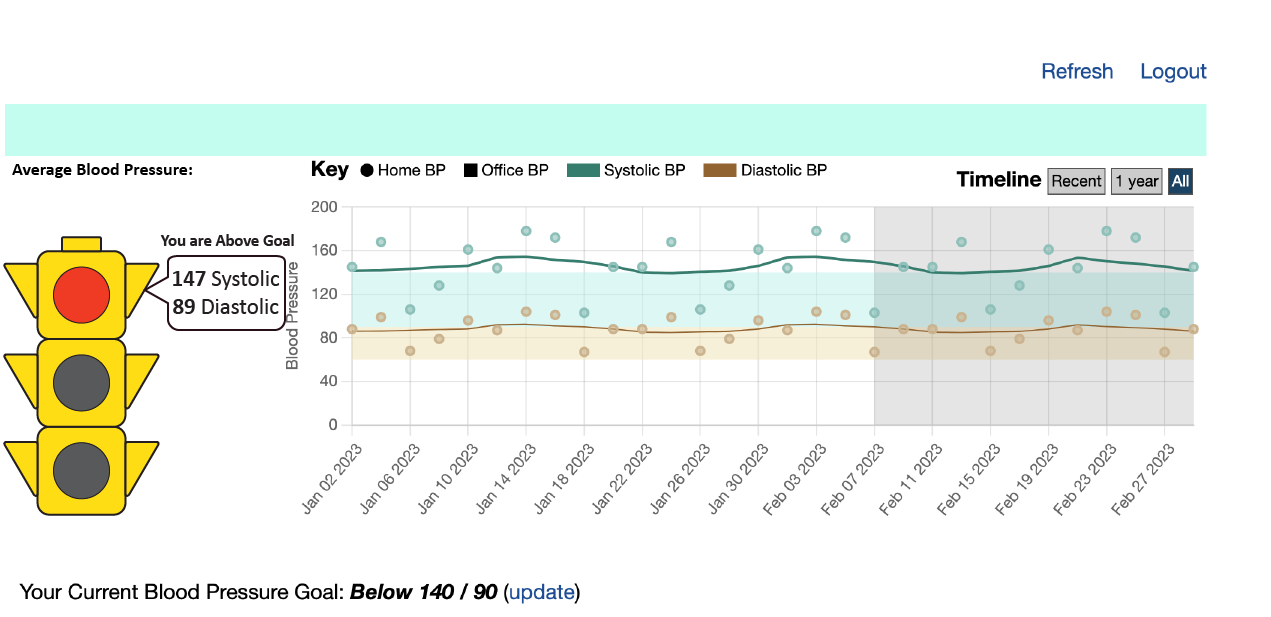 Refresh Logout
Average Blood Pressure:
Key Home BP Office BP Systolic BP Diastolic BP
Timeline Recent 1 year All
You are Above Goal
147 Systolic
89 Diastolic
Blood Pressure
200
160
120
80
40
0
Jan 02 2023
Jan 06 2023
Jan 10 2023
Jan 14 2023
Jan 18 2023
Jan 22 2023
Jan 26 2023
Jan 30 2023
Feb 03 2023
Feb 07 2023
Feb 11 2023
Feb 15 2023
Feb 19 2023
Feb 23 2023
Feb 27 2023
Your Current Blood Pressure Goal: Below 140 / 90 (update)